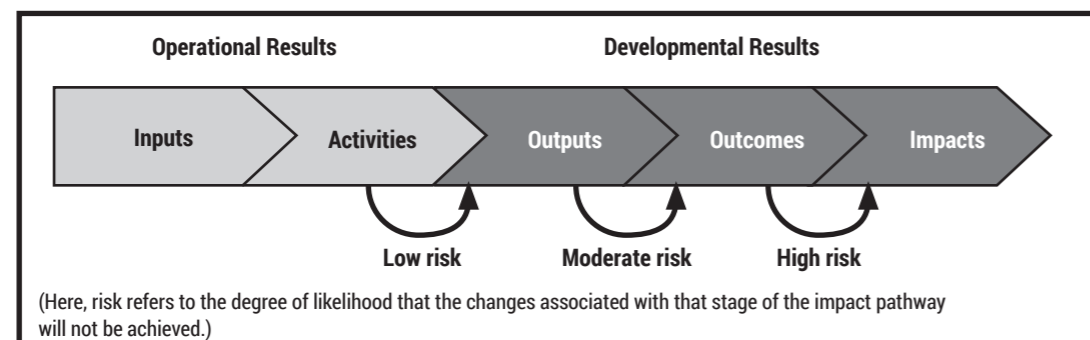 Operational Results
Developmental Results
Inputs
Activities
Outputs
Outcomes
Impacts
Low risk
Moderate risk
High risk
(Here, risk refers to the degree of likelihood that the changes associated with that stage of the impact pathway
will not be achieved.)